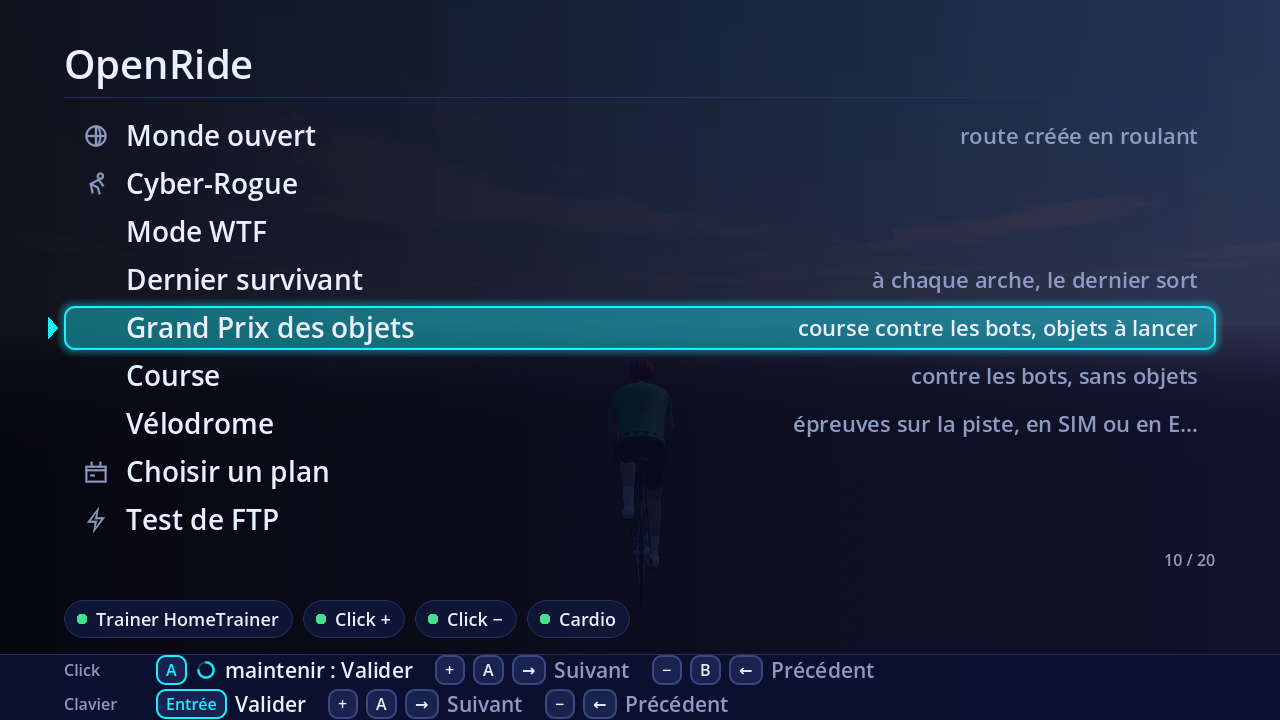 OpenRide
Monde ouvert route créée en roulant
Cyber-Rogue
Mode WTF
Dernier survivant à chaque arche, le dernier sort
Grand Prix des objets course contre les bots, objets à lancer
Course contre les bots, sans objets
Vélodrome épreuves sur la piste, en SIM ou en E…
Choisir un plan
Test de FTP
10 / 20
Trainer HomeTrainer Click + Click − Cardio
Click A maintenir : Valider + A → Suivant − B ← Précédent
Clavier Entrée Valider + A → Suivant − ← Précédent